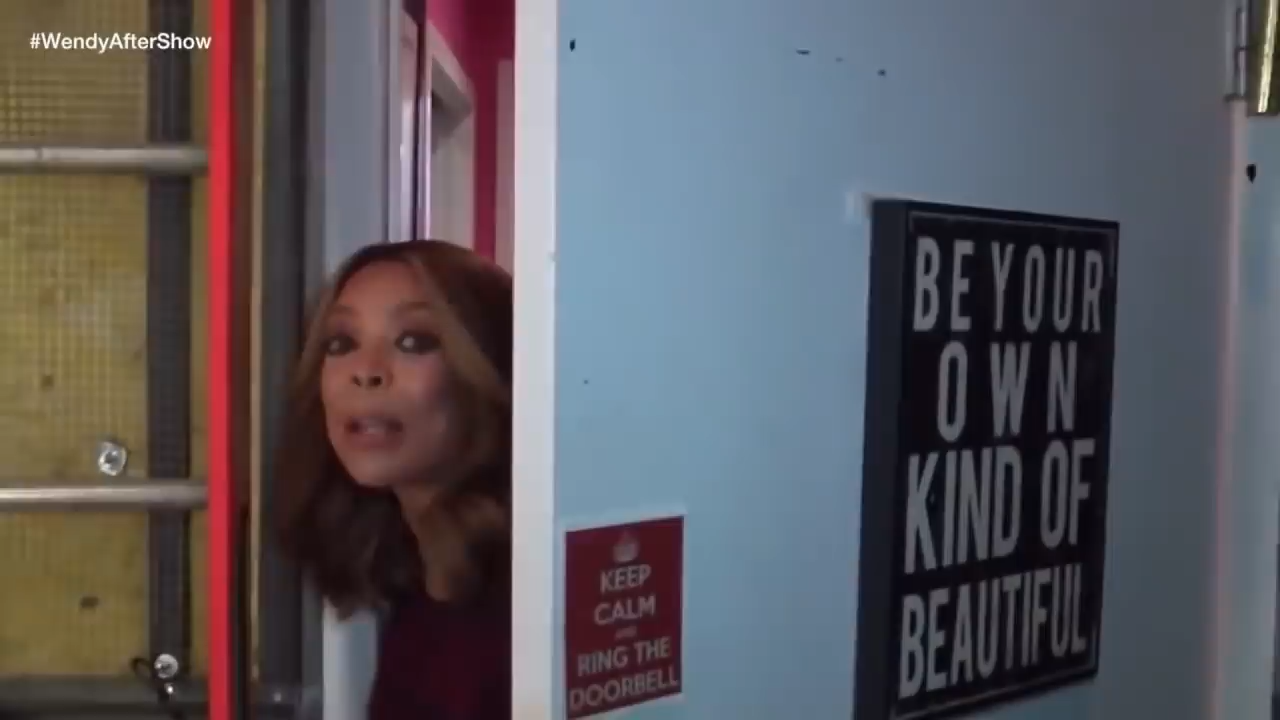 #WendyAfterShow
BE YOUR
OWN
KIND OF
BEAUTIFUL
KEEP
CALM
AND
RING THE
DOORBELL